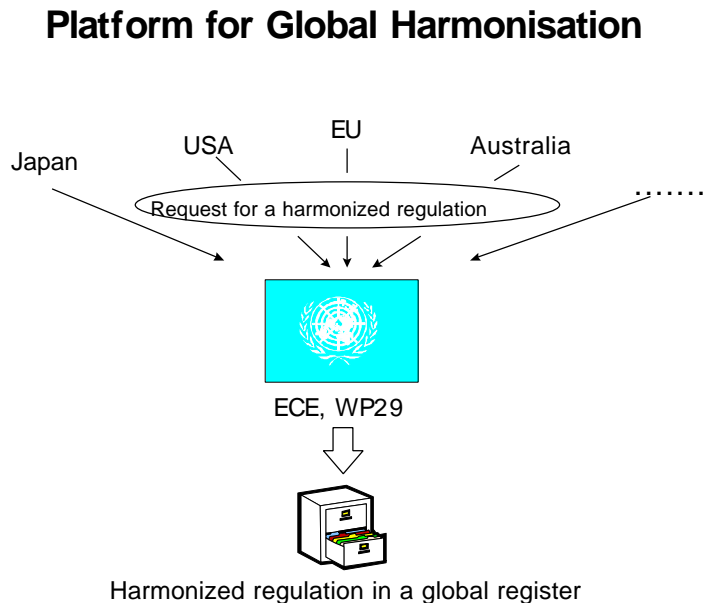 Platform for Global Harmonisation
EU
USA
Australia
Japan
.......
Request for a harmonized regulation
ECE, WP29
Harmonized regulation in a global register